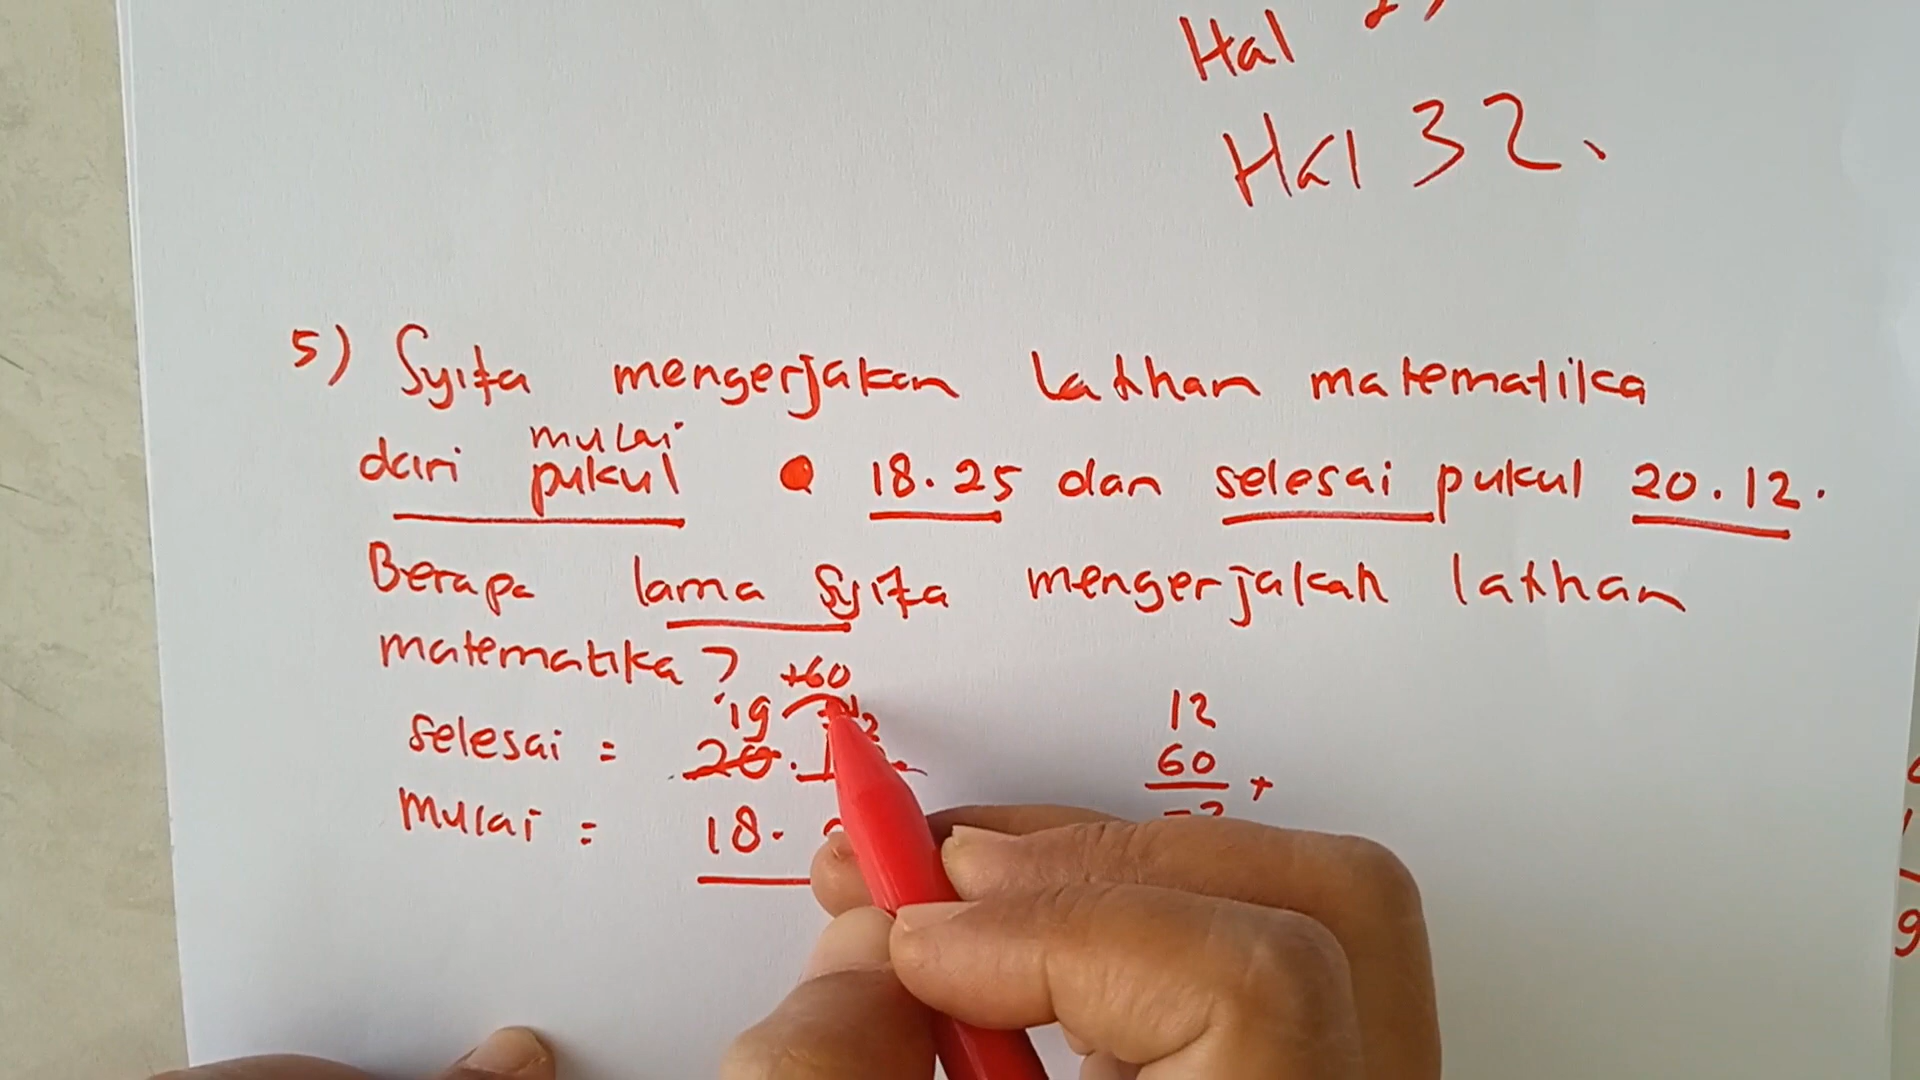 Hal
Hal 32.
5) Syifa mengerjakan latihan matematika
mulai
dari pukul 18.25 dan selesai pukul 20.12.
Berapa lama Syifa mengerjakan latihan
matematika?
+60
19
selesai = 20.
mulai = 18.
12
60
+